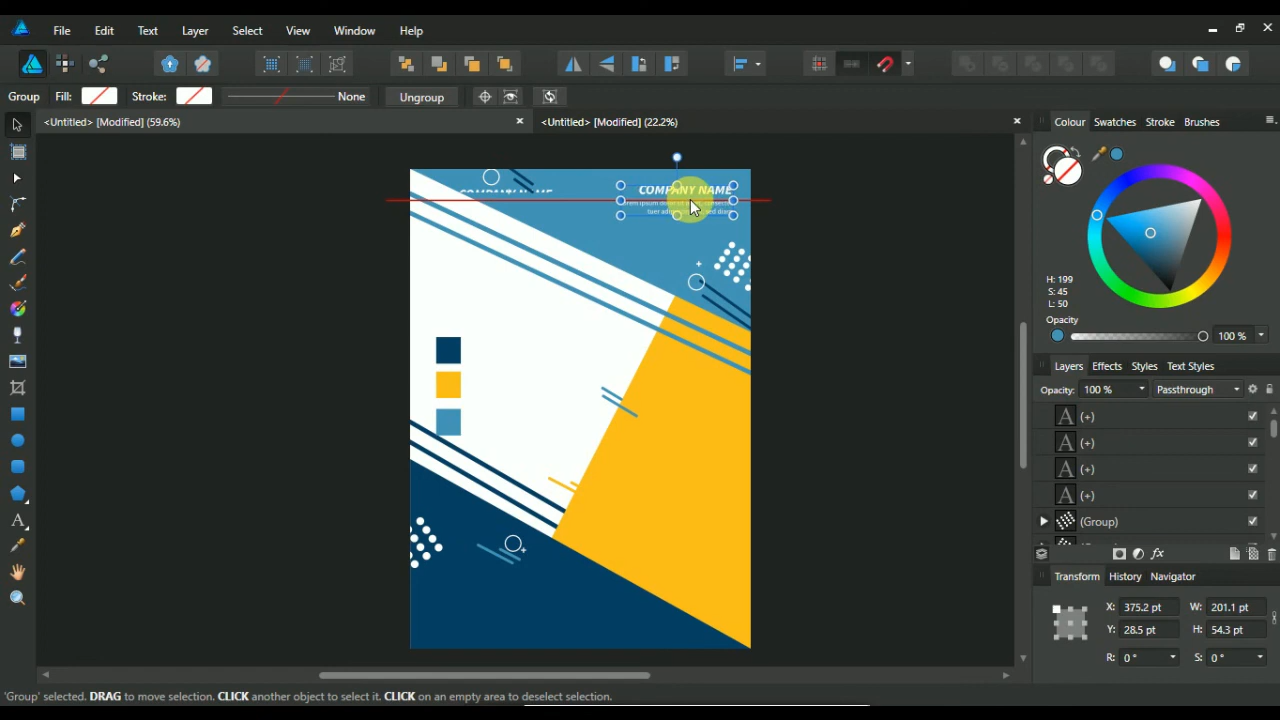 File Edit Text Layer Select View Window Help
Group Fill: Stroke: None Ungroup
<Untitled> [Modified] (59.6%)
<Untitled> [Modified] (22.2%)
Colour Swatches Stroke Brushes
COMPANY NAME
H: 199
S: 45
L: 50
Opacity
100 %
Layers Effects Styles Text Styles
Opacity: 100 % Passthrough
A (+)
A (+)
A (+)
A (+)
(Group)
fx
Transform History Navigator
X: 375.2 pt W: 201.1 pt
Y: 28.5 pt H: 54.3 pt
R: 0° S: 0°
'Group' selected. DRAG to move selection. CLICK another object to select it. CLICK on an empty area to deselect selection.